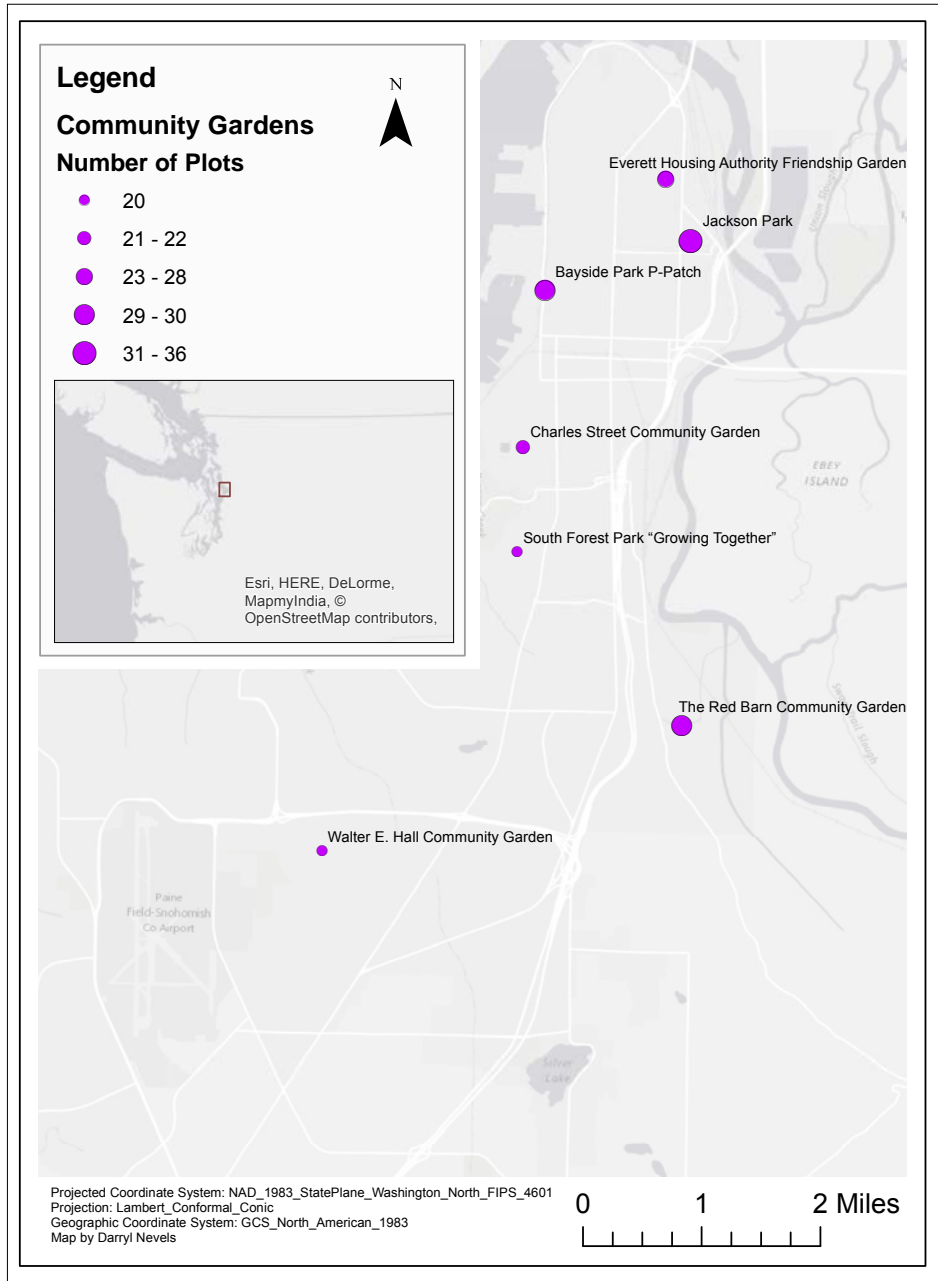 Legend
N
Community Gardens
Number of Plots
20
21 - 22
23 - 28
29 - 30
31 - 36
Esri, HERE, DeLorme,
MapmyIndia, ©
OpenStreetMap contributors,
Everett Housing Authority Friendship Garden
Union Slough
Jackson Park
Bayside Park P-Patch
Charles Street Community Garden
EBEY
ISLAND
South Forest Park “Growing Together”
The Red Barn Community Garden
Slough
Walter E. Hall Community Garden
Paine
Field-Snohomish
Co Airport
Silver
Lake
Projected Coordinate System: NAD_1983_StatePlane_Washington_North_FIPS_4601
Projection: Lambert_Conformal_Conic
Geographic Coordinate System: GCS_North_American_1983
Map by Darryl Nevels
0 1 2 Miles